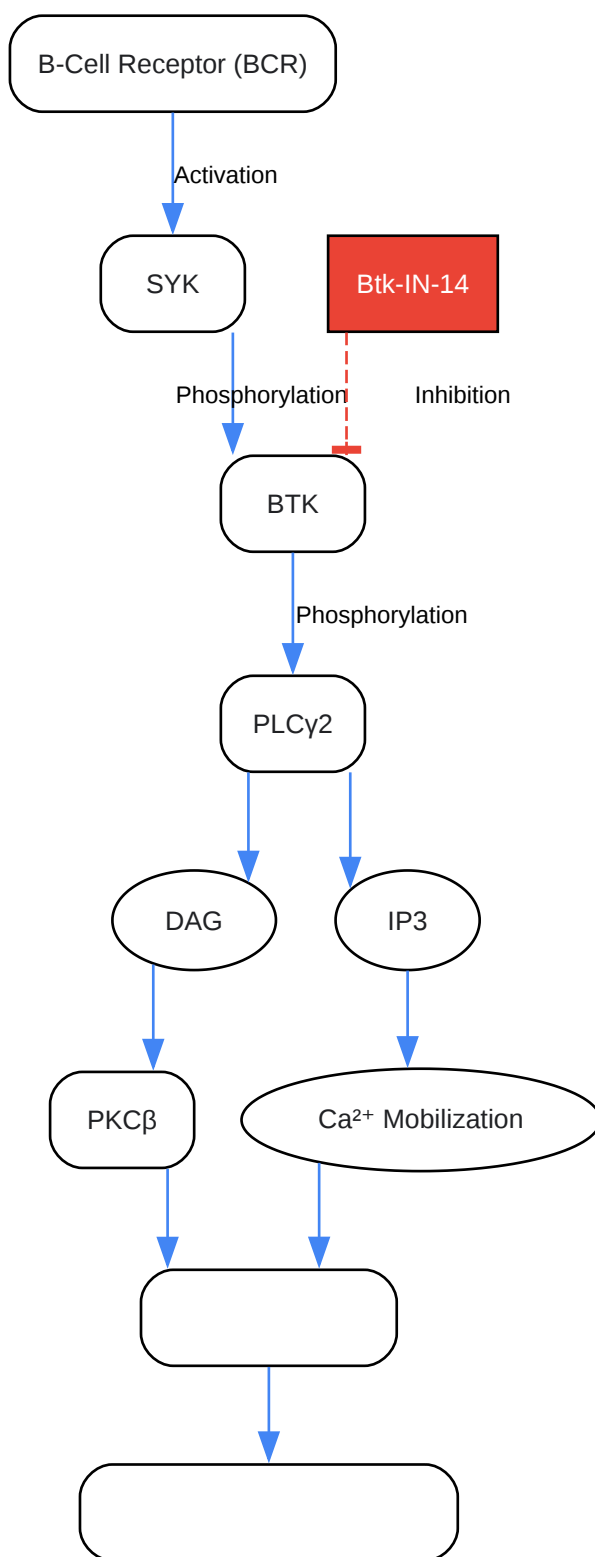 B-Cell Receptor (BCR)
Activation
SYK
Btk-IN-14
Phosphorylation
Inhibition
BTK
Phosphorylation
PLCγ2
DAG
IP3
PKCβ
Ca²⁺ Mobilization